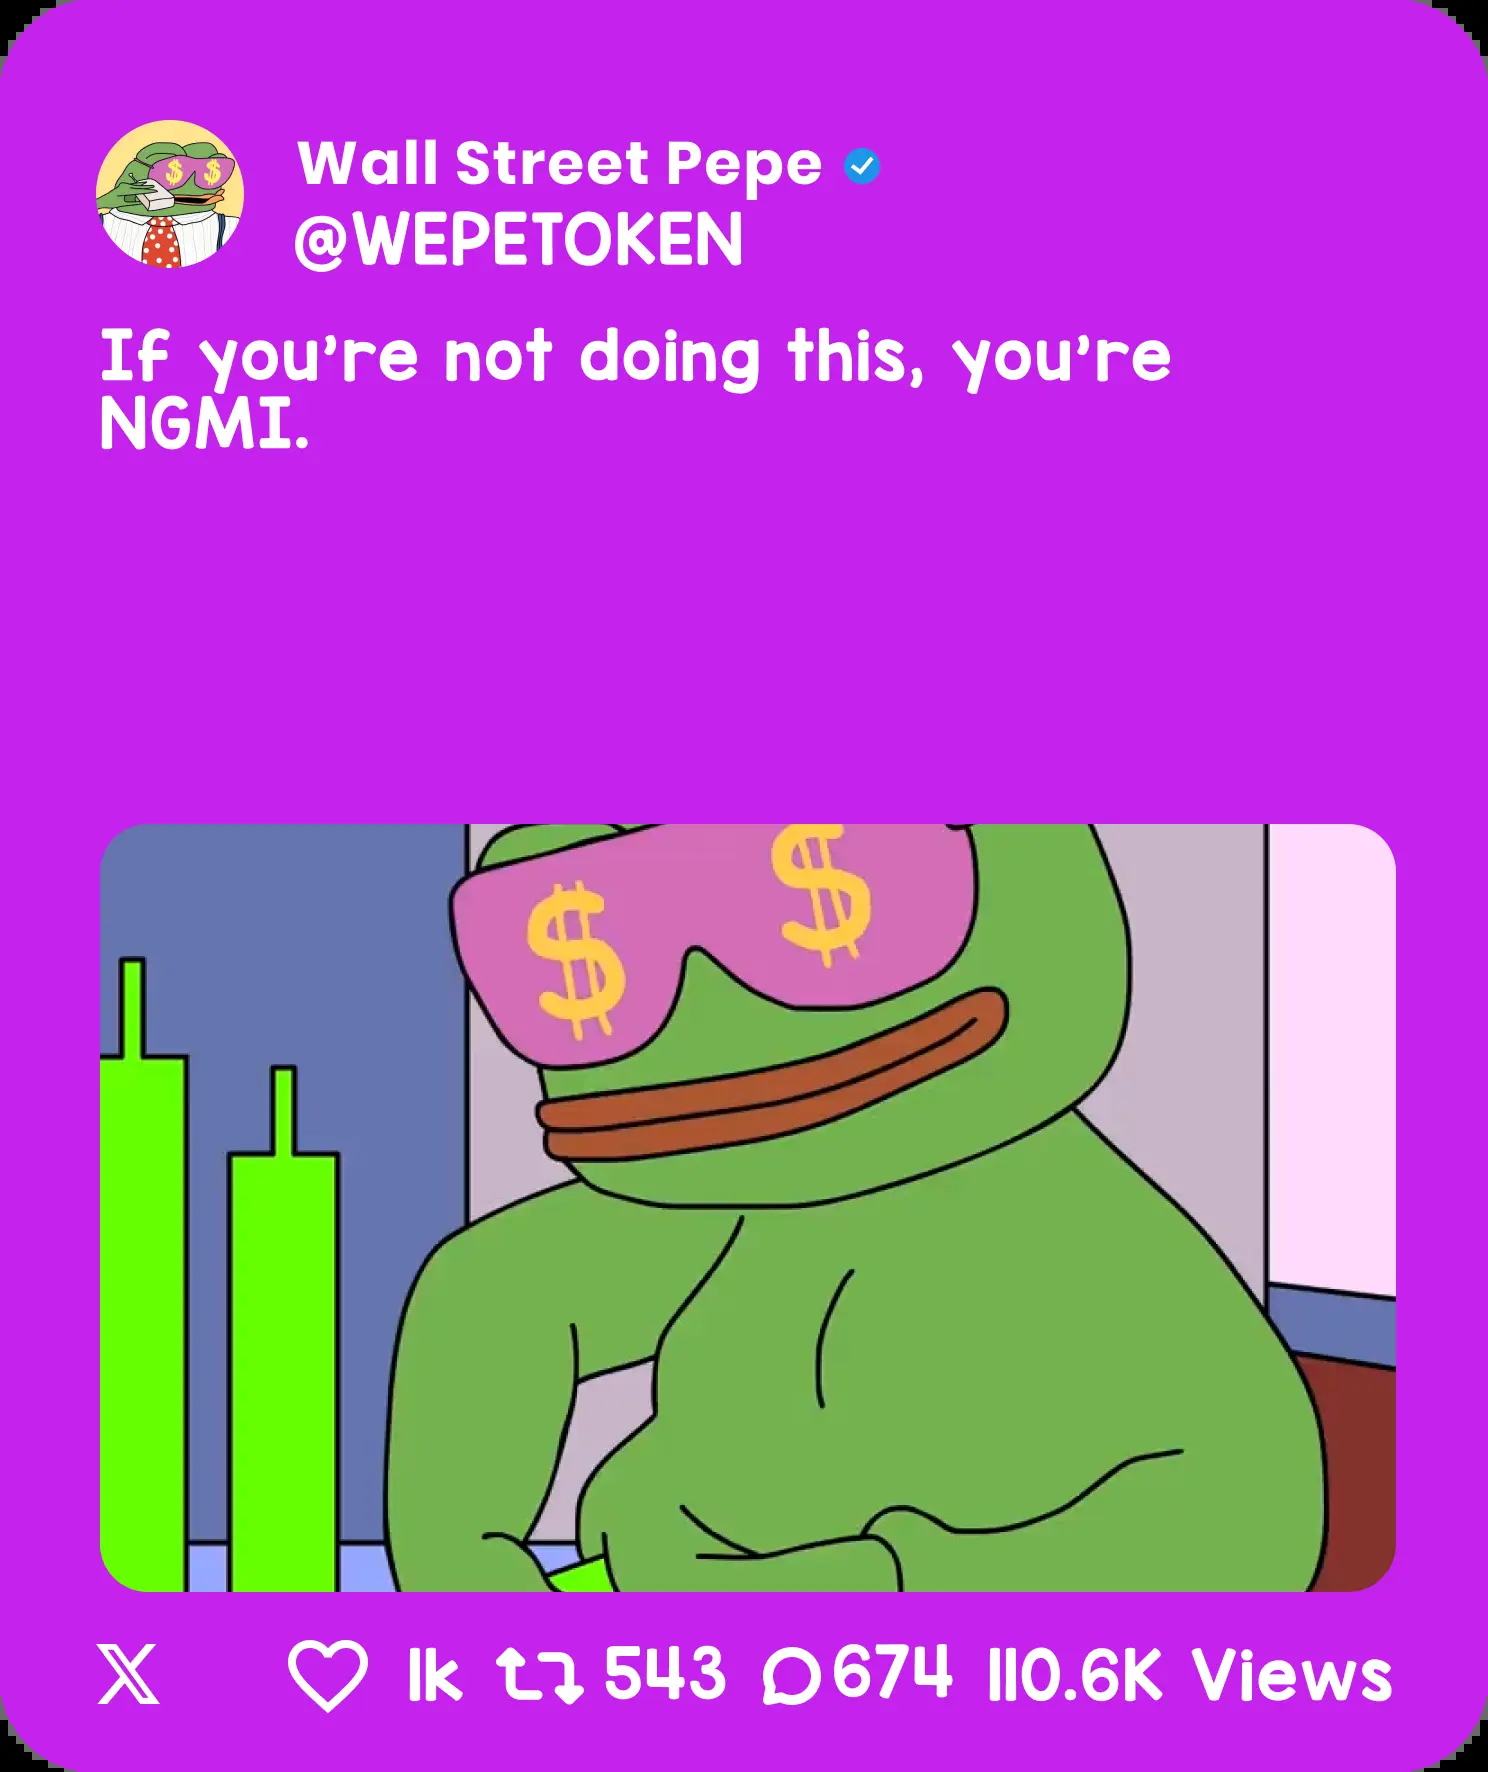 Wall Street Pepe
@WEPETOKEN
If you're not doing this, you're
NGMI.
$ $
1k 543 674 110.6K Views